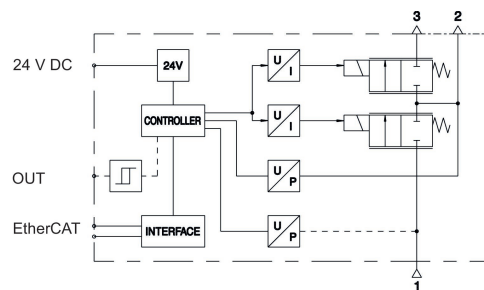 3 2
24 V DC
24V
U
I
CONTROLLER
U
I
OUT
U
P
EtherCAT
INTERFACE
U
P
1